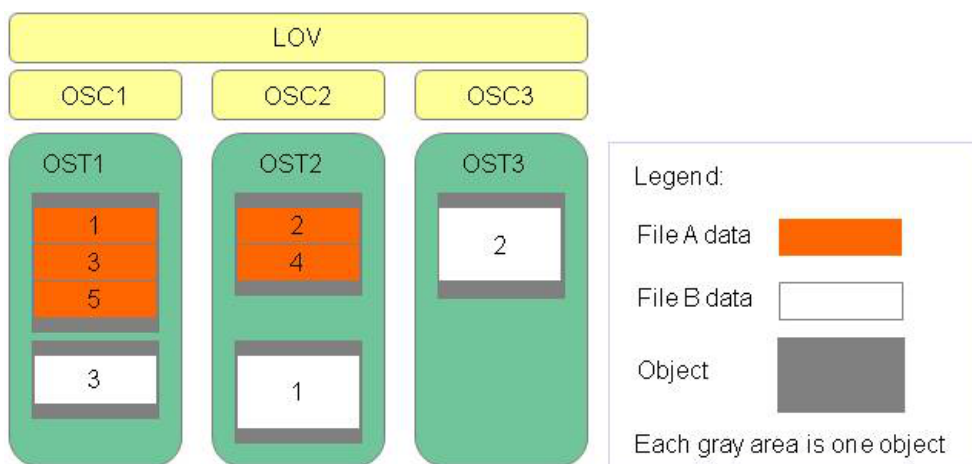 LOV
OSC1
OSC2
OSC3
OST1
1
3
5
3
OST2
2
4
1
OST3
2
Legend:
File A data
File B data
Object
Each gray area is one object